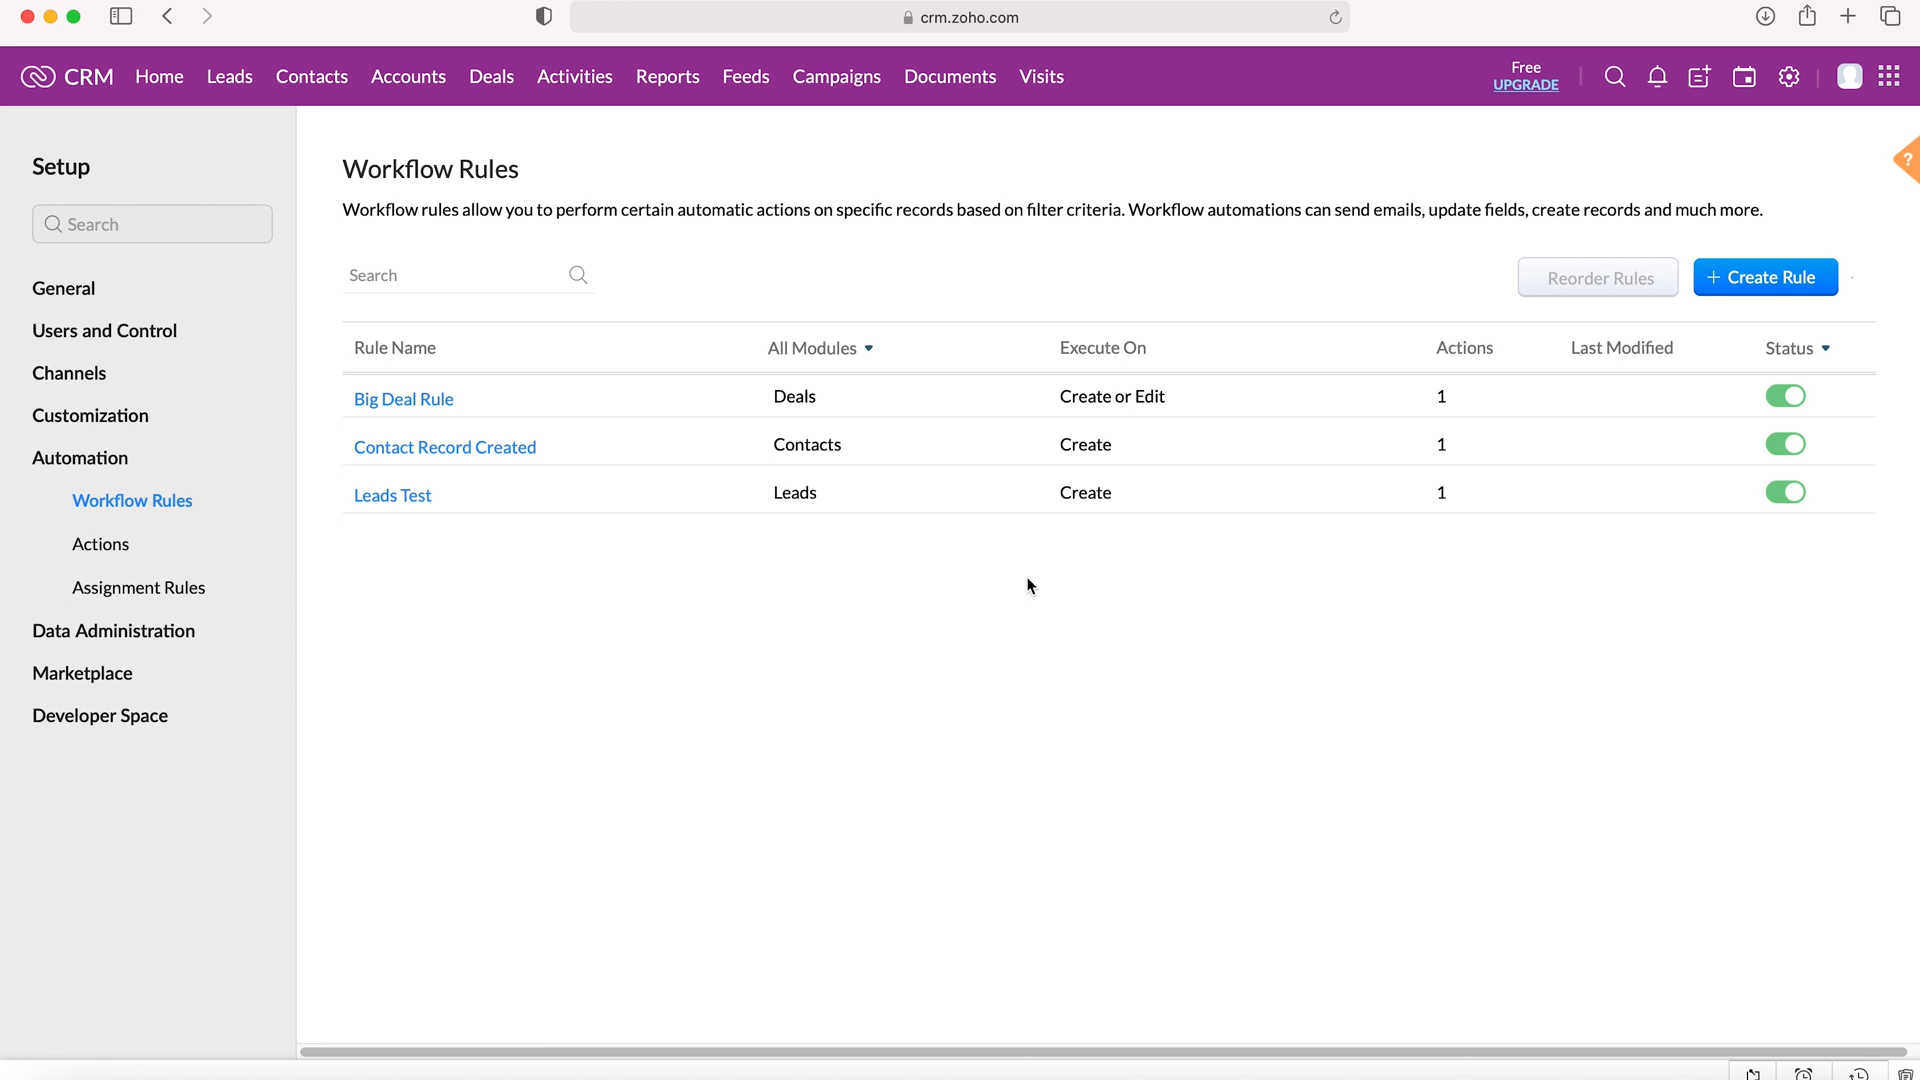 crm.zoho.com
CRM Home Leads Contacts Accounts Deals Activities Reports Feeds Campaigns Documents Visits Free UPGRADE
Setup
Search
General
Users and Control
Channels
Customization
Automation
Workflow Rules
Actions
Assignment Rules
Data Administration
Marketplace
Developer Space
Workflow Rules
?
Workflow rules allow you to perform certain automatic actions on specific records based on filter criteria. Workflow automations can send emails, update fields, create records and much more.
Search Reorder Rules + Create Rule
Rule Name All Modules Execute On Actions Last Modified Status
Big Deal Rule Deals Create or Edit 1
Contact Record Created Contacts Create 1
Leads Test Leads Create 1